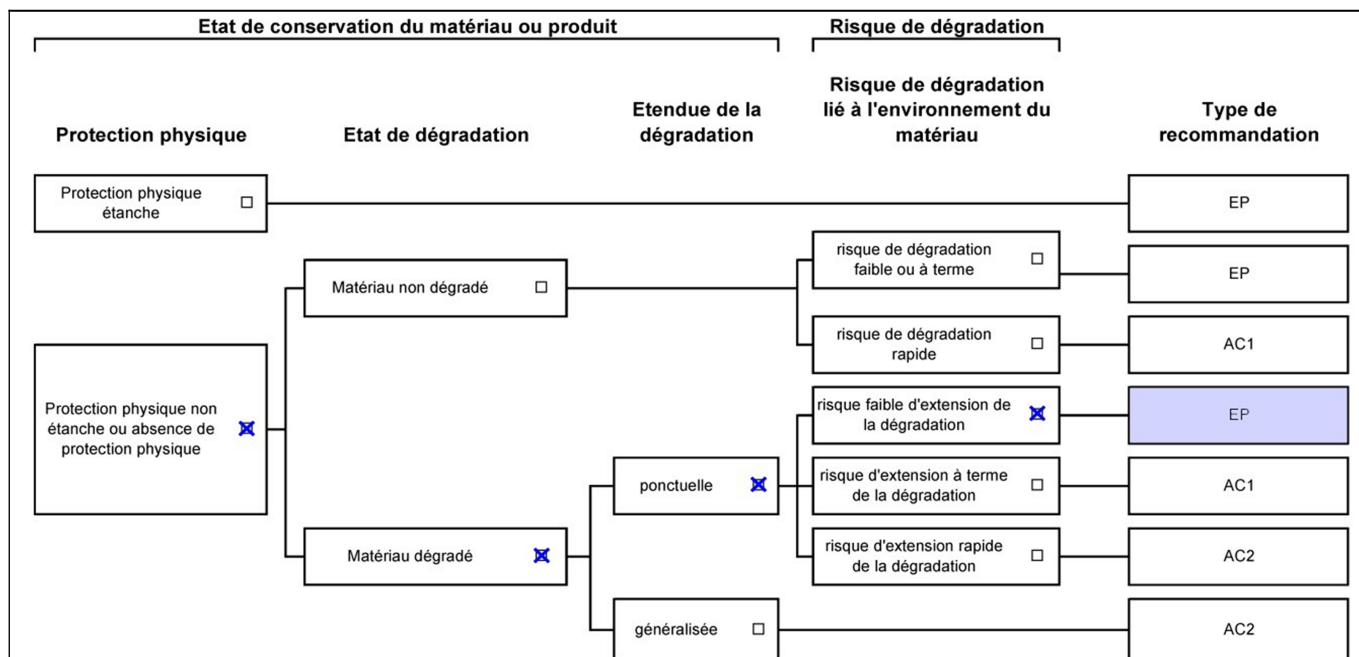 Etat de conservation du matériau ou produit
Risque de dégradation
Protection physique
Etat de dégradation
Etendue de la
dégradation
Risque de dégradation
lié à l'environnement du
matériau
Type de
recommandation
Protection physique
étanche
EP
risque de dégradation
faible ou à terme
EP
Matériau non dégradé
risque de dégradation
rapide
AC1
Protection physique non
étanche ou absence de
protection physique
risque faible d'extension de
la dégradation
EP
ponctuelle
risque d'extension à terme
de la dégradation
AC1
Matériau dégradé
risque d'extension rapide
de la dégradation
AC2
généralisée
AC2